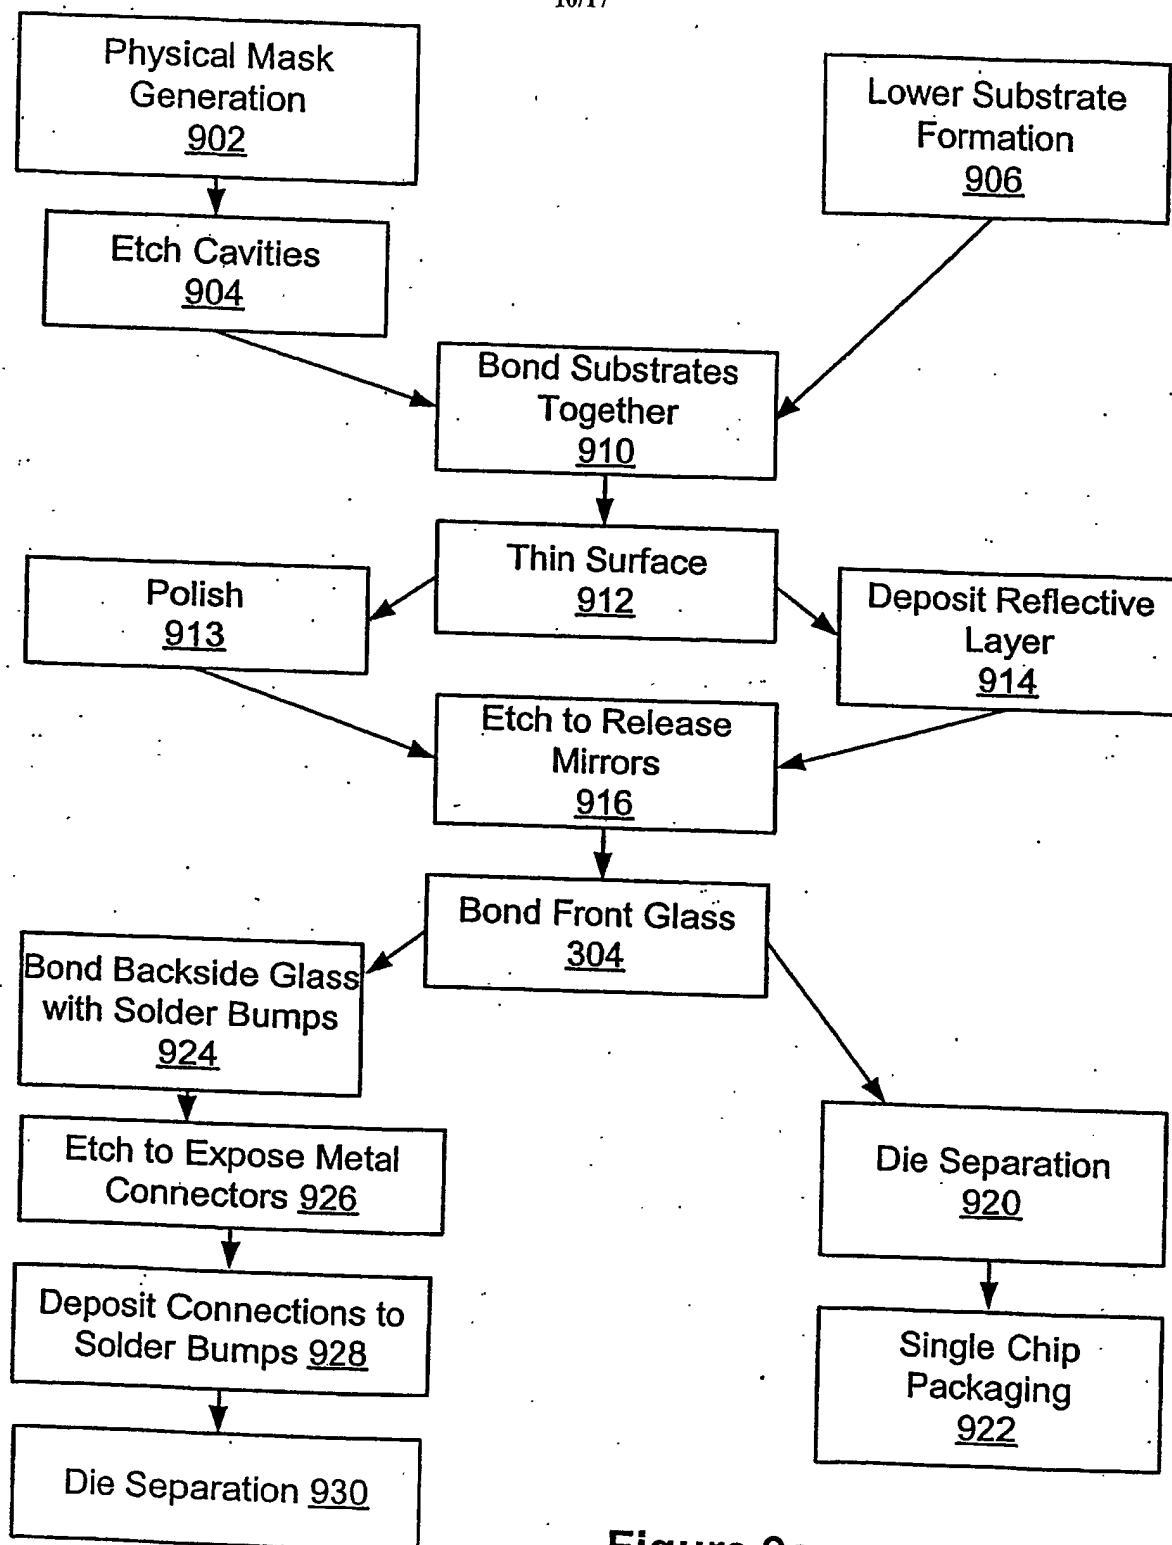 Physical Mask
Generation
902
Lower Substrate
Formation
906
Etch Cavities
904
Bond Substrates
Together
910
Thin Surface
912
Polish
913
Deposit Reflective
Layer
914
Etch to Release
Mirrors
916
Bond Front Glass
304
Bond Backside Glass
with Solder Bumps
924
Etch to Expose Metal
Connectors 926
Die Separation
920
Deposit Connections to
Solder Bumps 928
Single Chip
Packaging
922
Die Separation 930